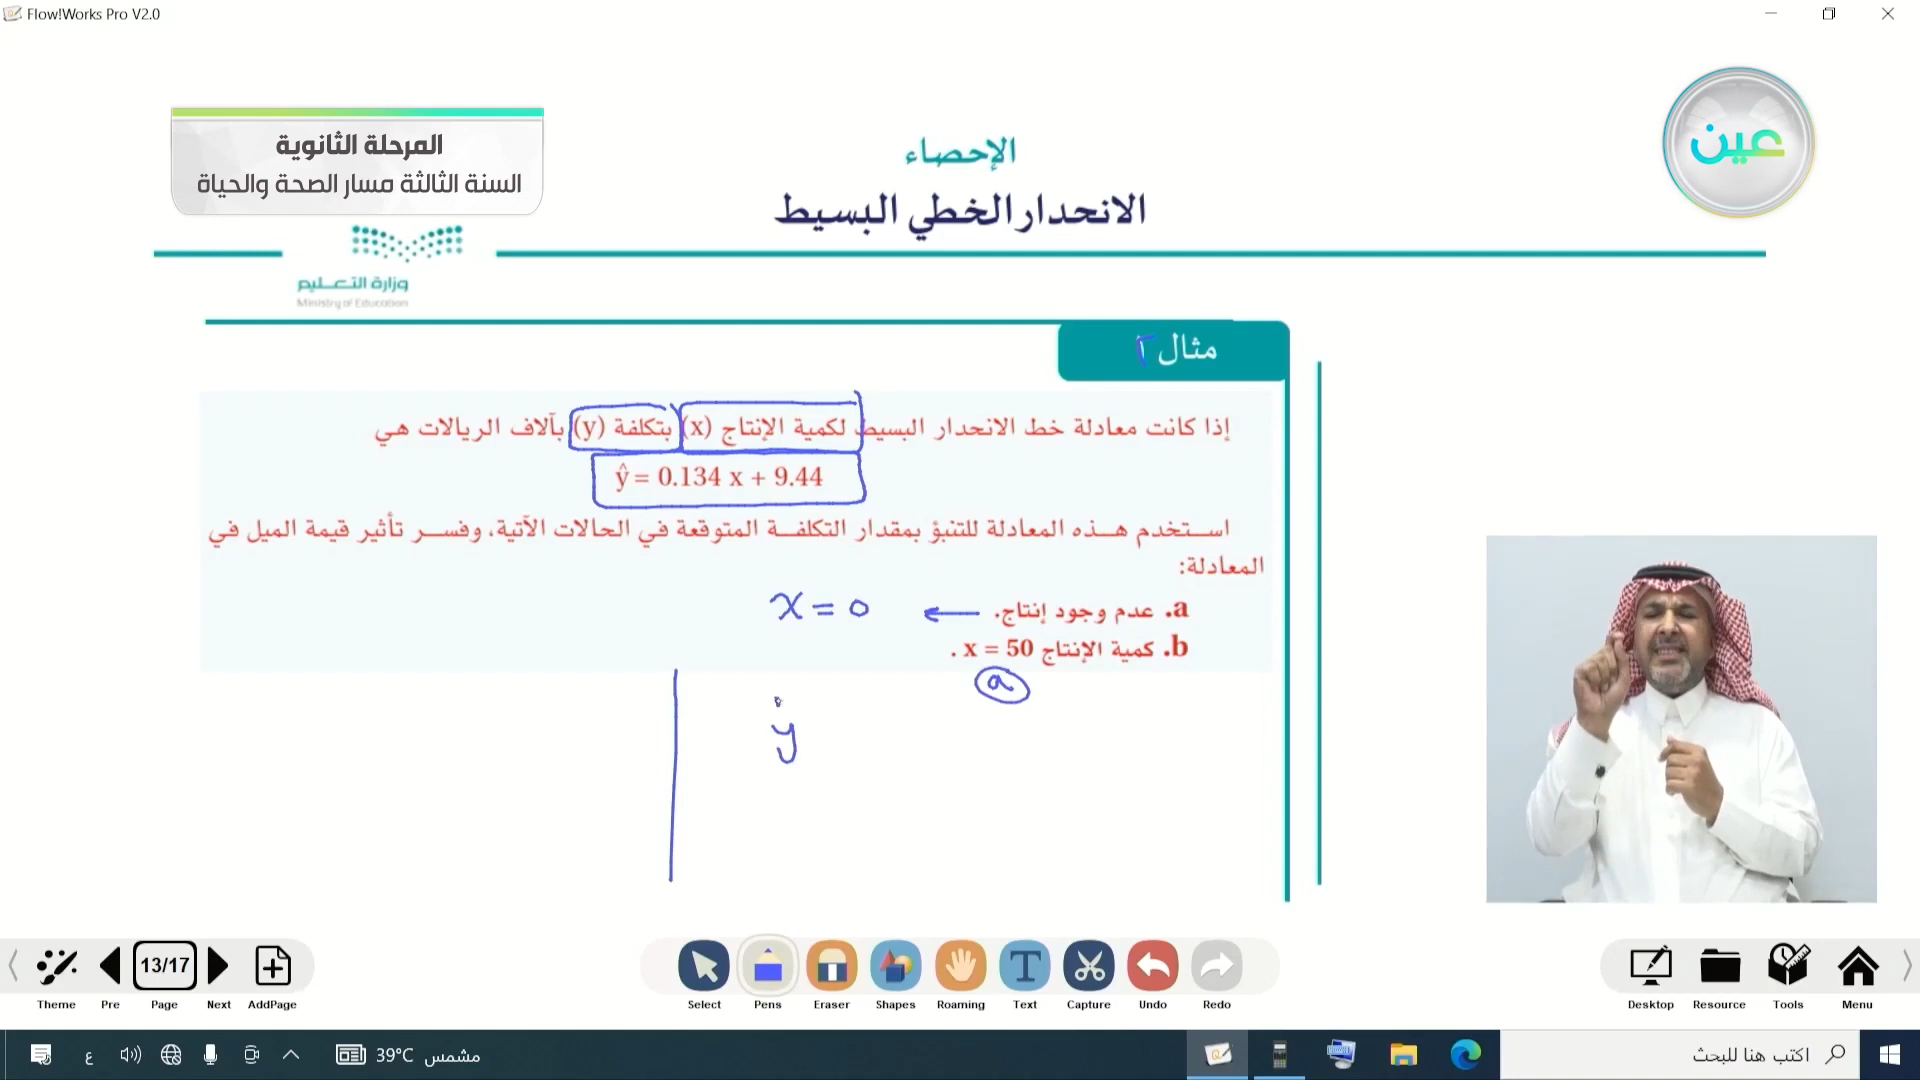 Flow!Works Pro V2.0
المرحلة الثانوية
السنة الثالثة مسار الصحة والحياة
الإحصاء
الانحدار الخطي البسيط
عين
وزارة التعليم
Ministry of Education
مثال ٢
إذا كانت معادلة خط الانحدار البسيط لكمية الإنتاج (x) بتكلفة (y) بآلاف الريالات هي
ŷ = 0.134 x + 9.44
استخدم هذه المعادلة للتنبؤ بمقدار التكلفة المتوقعة في الحالات الآتية، وفسر تأثير قيمة الميل في
المعادلة:
a. عدم وجود إنتاج. ← x = 0
b. كمية الإنتاج x = 50 .
a
y
13/17
Theme Pre Page Next AddPage
Select Pens Eraser Shapes Roaming Text Capture Undo Redo
Desktop Resource Tools Menu
ع
39°C مشمس
اكتب هنا للبحث